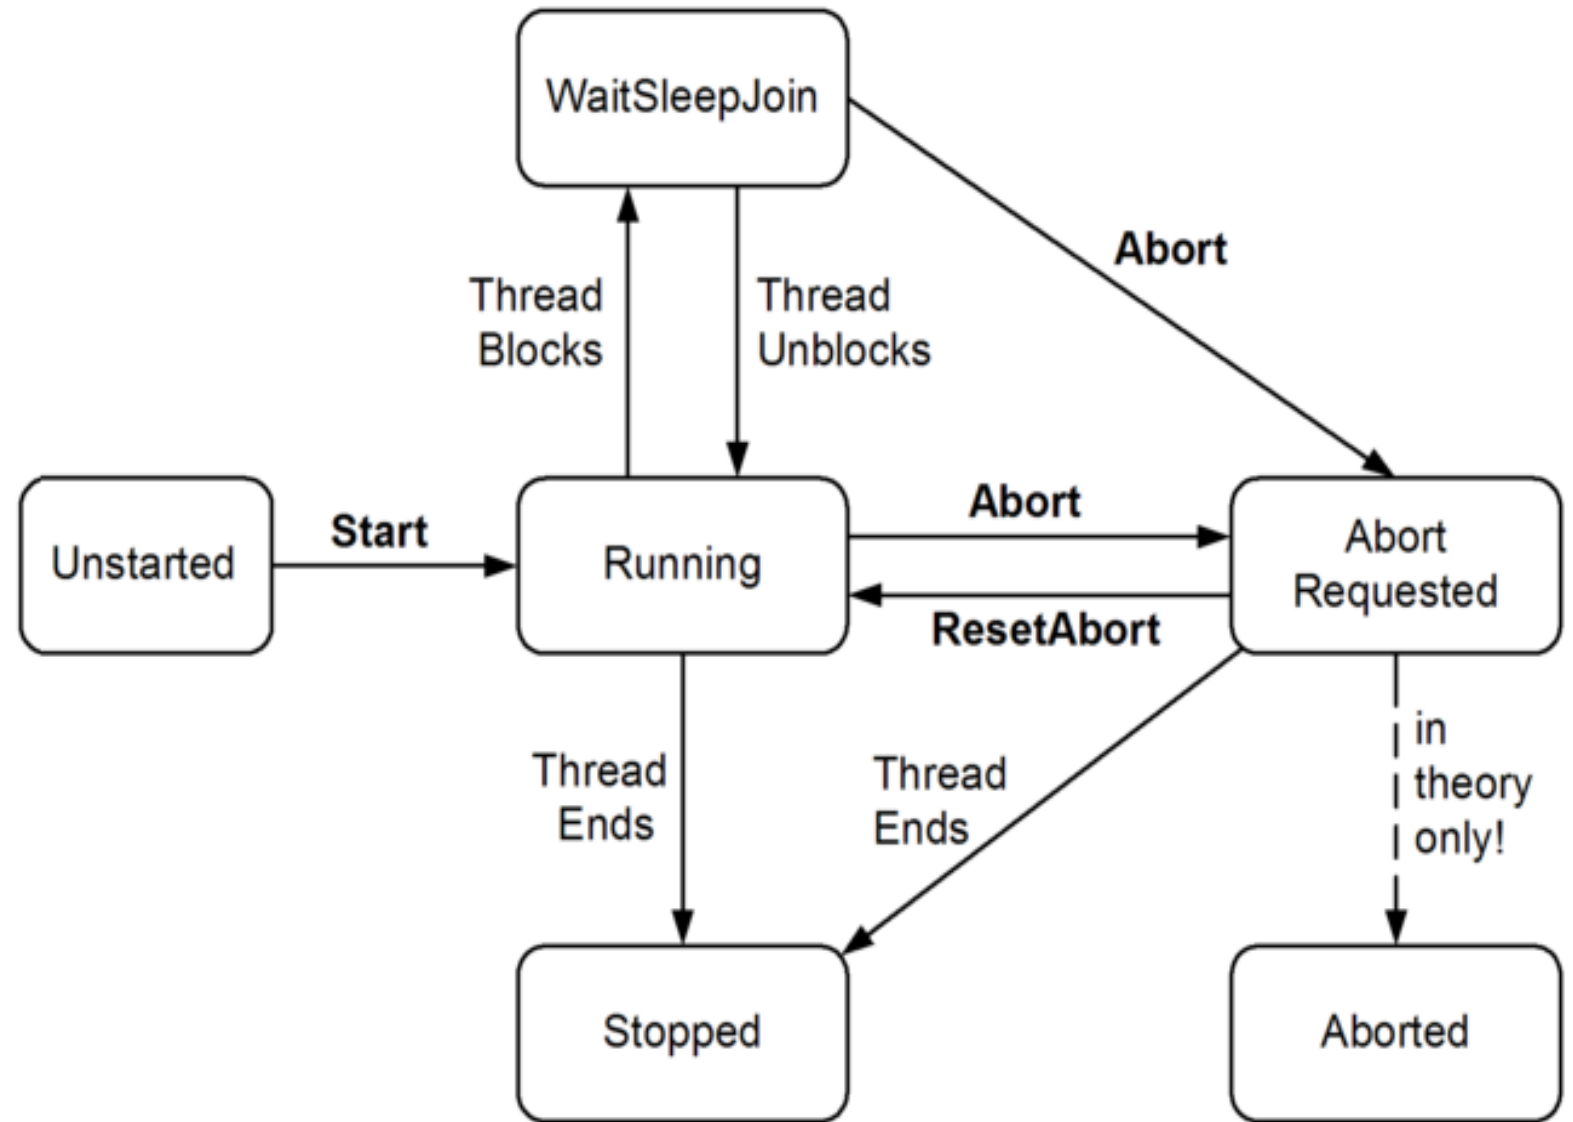 WaitSleepJoin
Abort
Thread
Blocks
Thread
Unblocks
Unstarted
Start
Running
Abort
ResetAbort
Abort
Requested
Thread
Ends
Thread
Ends
in
theory
only!
Stopped
Aborted